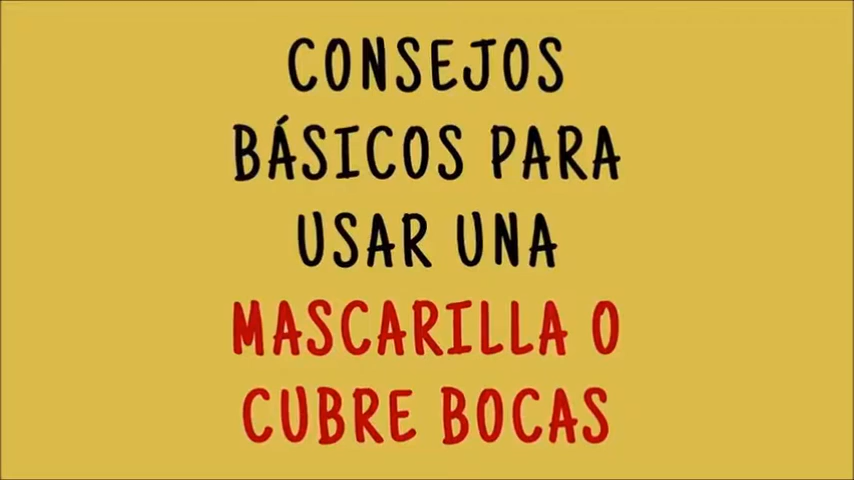 CONSEJOS
BÁSICOS PARA
USAR UNA
MASCARILLA O
CUBRE BOCAS